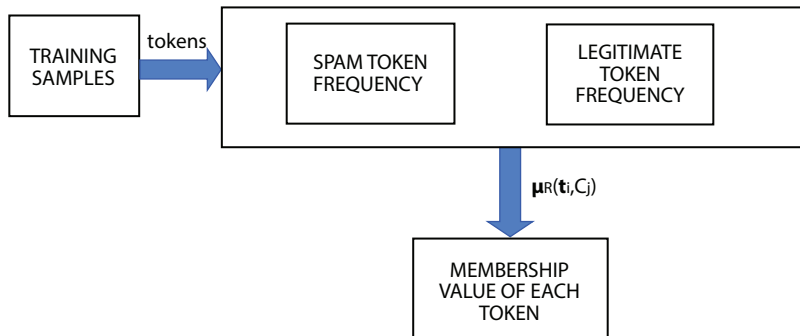 TRAINING
SAMPLES
tokens
SPAM TOKEN
FREQUENCY
LEGITIMATE
TOKEN
FREQUENCY
μR(ti,Cj)
MEMBERSHIP
VALUE OF EACH
TOKEN